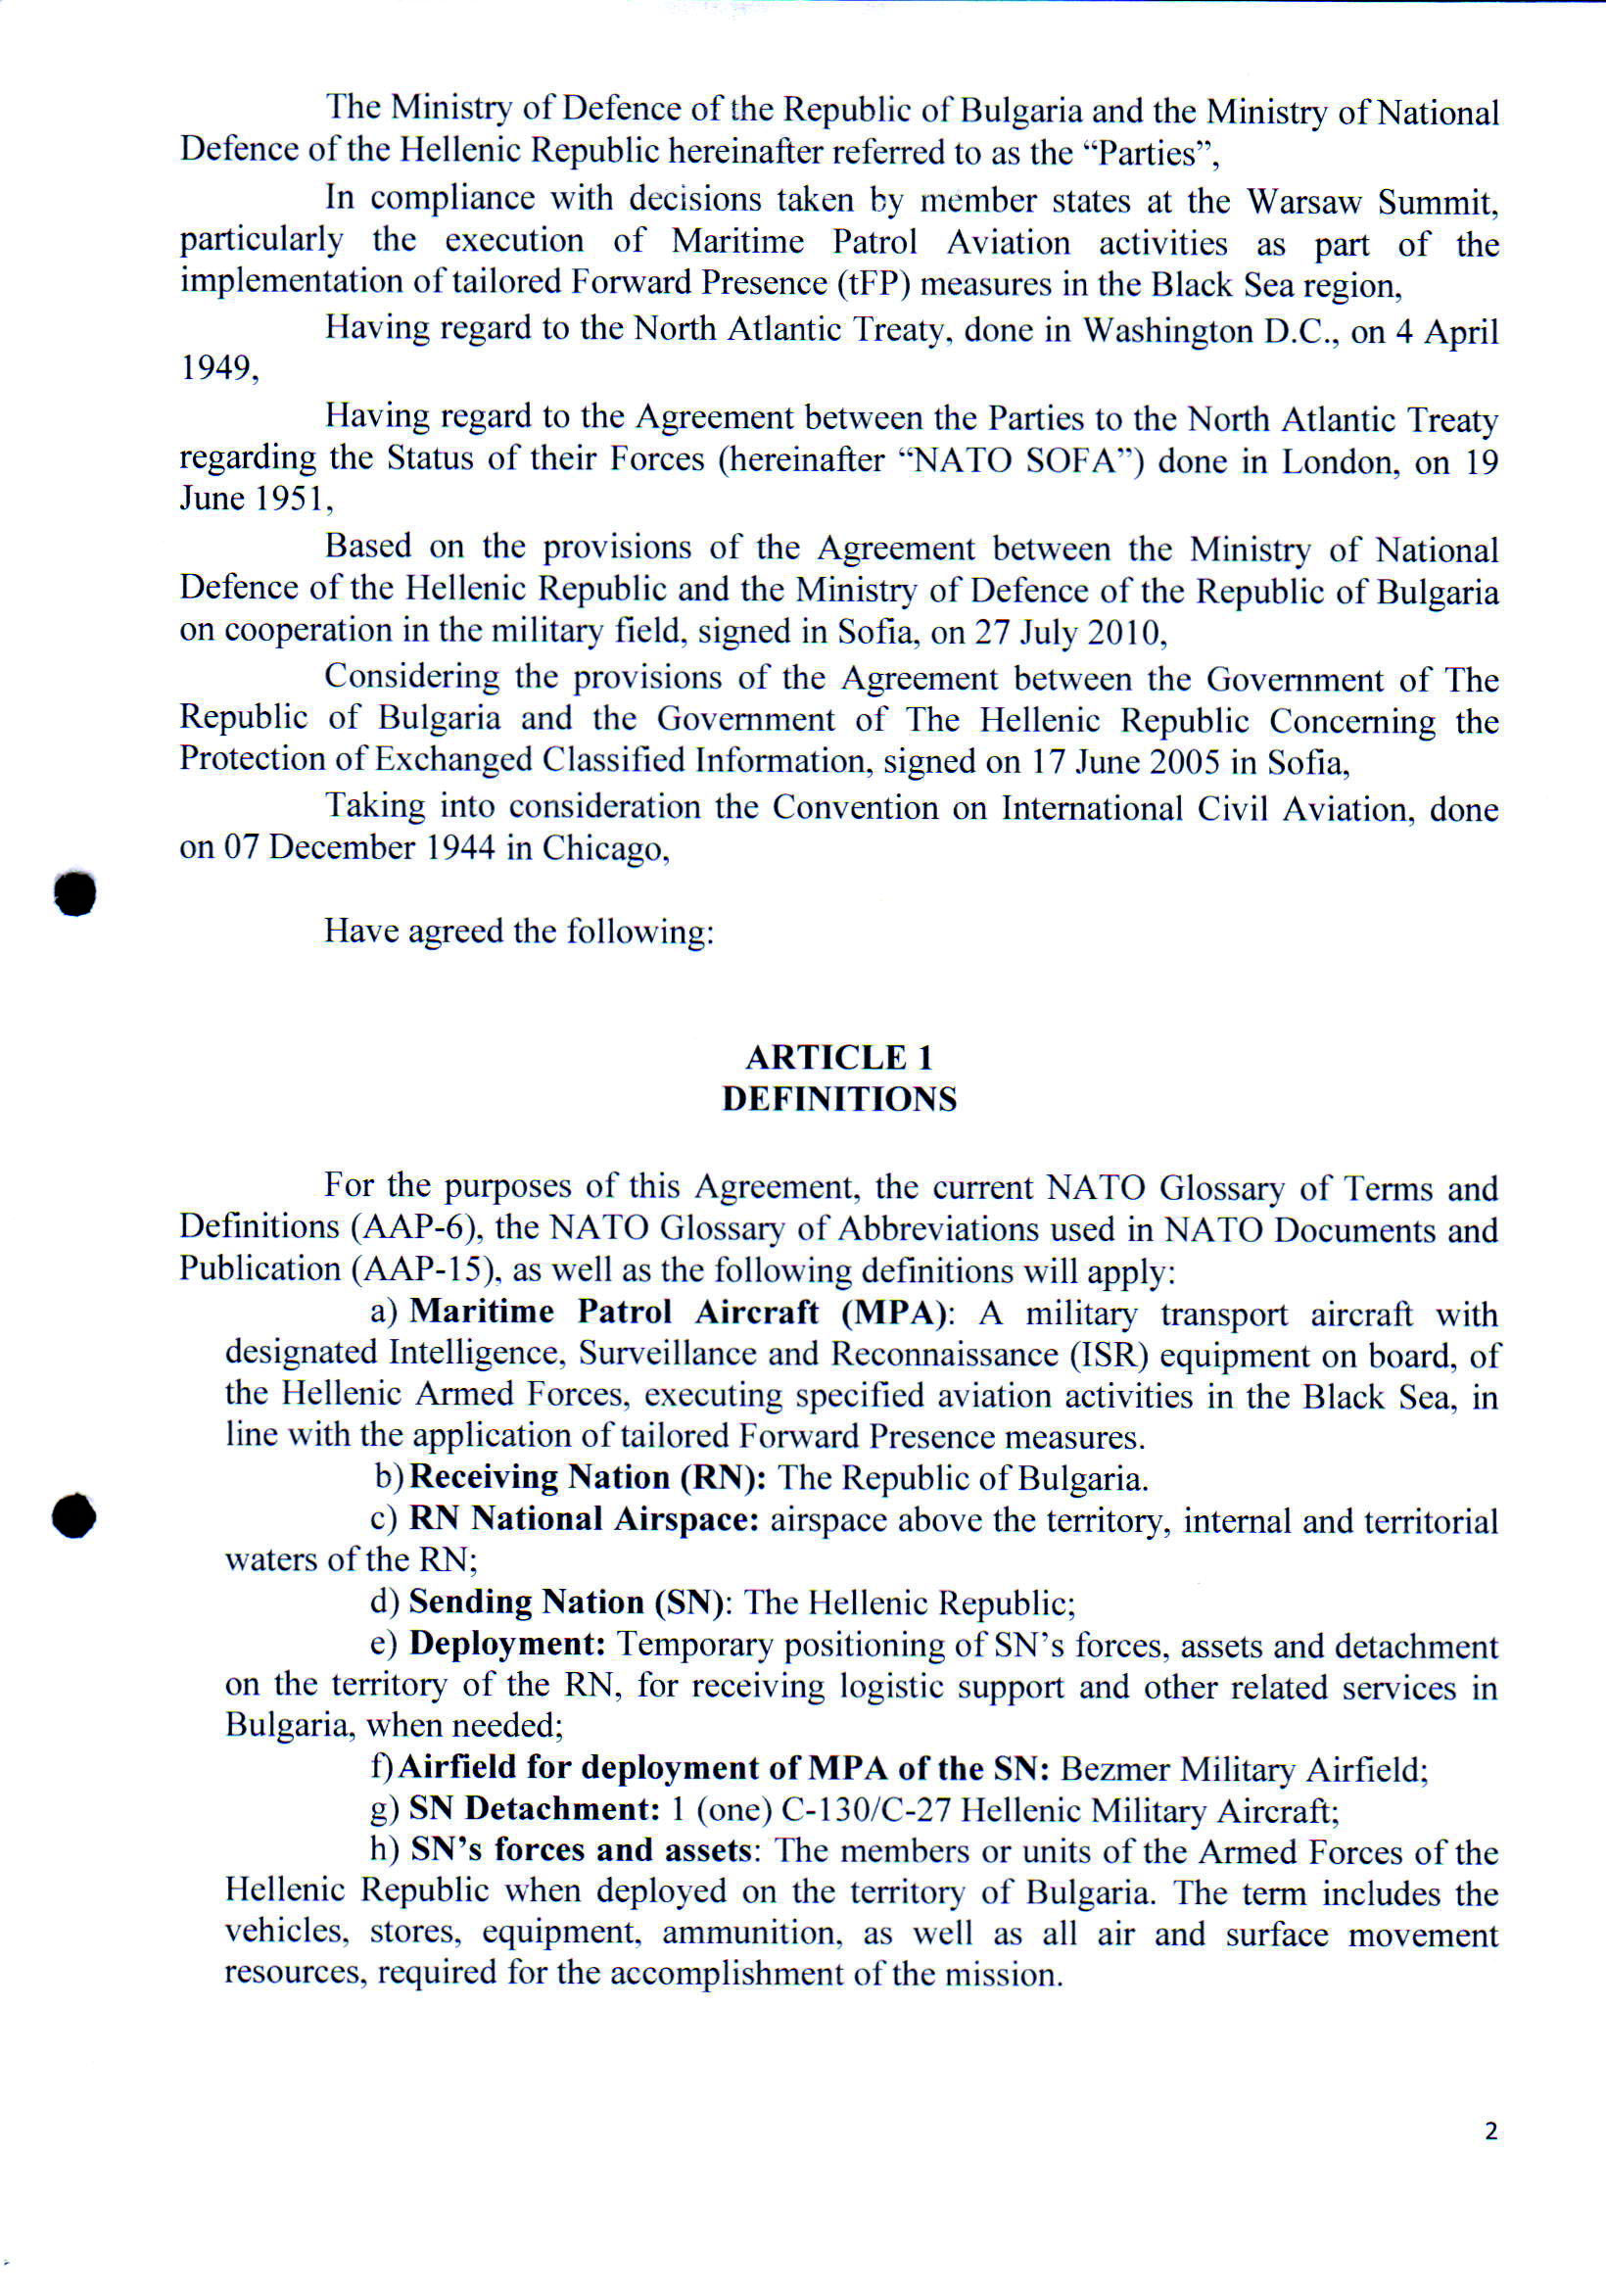 The Ministry of Defence of the Republic of Bulgaria and the Ministry of National
Defence of the Hellenic Republic hereinafter referred to as the “Parties”,
In compliance with decisions taken by member states at the Warsaw Summit,
particularly the execution of Maritime Patrol Aviation activities as part of the
implementation of tailored Forward Presence (tFP) measures in the Black Sea region,
Having regard to the North Atlantic Treaty, done in Washington D.C., on 4 April
1949,
Having regard to the Agreement between the Parties to the North Atlantic Treaty
regarding the Status of their Forces (hereinafter “NATO SOFA”) done in London, on 19
June 1951,
Based on the provisions of the Agreement between the Ministry of National
Defence of the Hellenic Republic and the Ministry of Defence of the Republic of Bulgaria
on cooperation in the military field, signed in Sofia, on 27 July 2010,
Considering the provisions of the Agreement between the Government of The
Republic of Bulgaria and the Government of The Hellenic Republic Concerning the
Protection of Exchanged Classified Information, signed on 17 June 2005 in Sofia,
Taking into consideration the Convention on International Civil Aviation, done
on 07 December 1944 in Chicago,
Have agreed the following:
ARTICLE 1
DEFINITIONS
For the purposes of this Agreement, the current NATO Glossary of Terms and
Definitions (AAP-6), the NATO Glossary of Abbreviations used in NATO Documents and
Publication (AAP-15), as well as the following definitions will apply:
a) Maritime Patrol Aircraft (MPA): A military transport aircraft with
designated Intelligence, Surveillance and Reconnaissance (ISR) equipment on board, of
the Hellenic Armed Forces, executing specified aviation activities in the Black Sea, in
line with the application of tailored Forward Presence measures.
b) Receiving Nation (RN): The Republic of Bulgaria.
c) RN National Airspace: airspace above the territory, internal and territorial
waters of the RN;
d) Sending Nation (SN): The Hellenic Republic;
e) Deployment: Temporary positioning of SN’s forces, assets and detachment
on the territory of the RN, for receiving logistic support and other related services in
Bulgaria, when needed;
f) Airfield for deployment of MPA of the SN: Bezmer Military Airfield;
g) SN Detachment: 1 (one) C-130/C-27 Hellenic Military Aircraft;
h) SN’s forces and assets: The members or units of the Armed Forces of the
Hellenic Republic when deployed on the territory of Bulgaria. The term includes the
vehicles, stores, equipment, ammunition, as well as all air and surface movement
resources, required for the accomplishment of the mission.
2